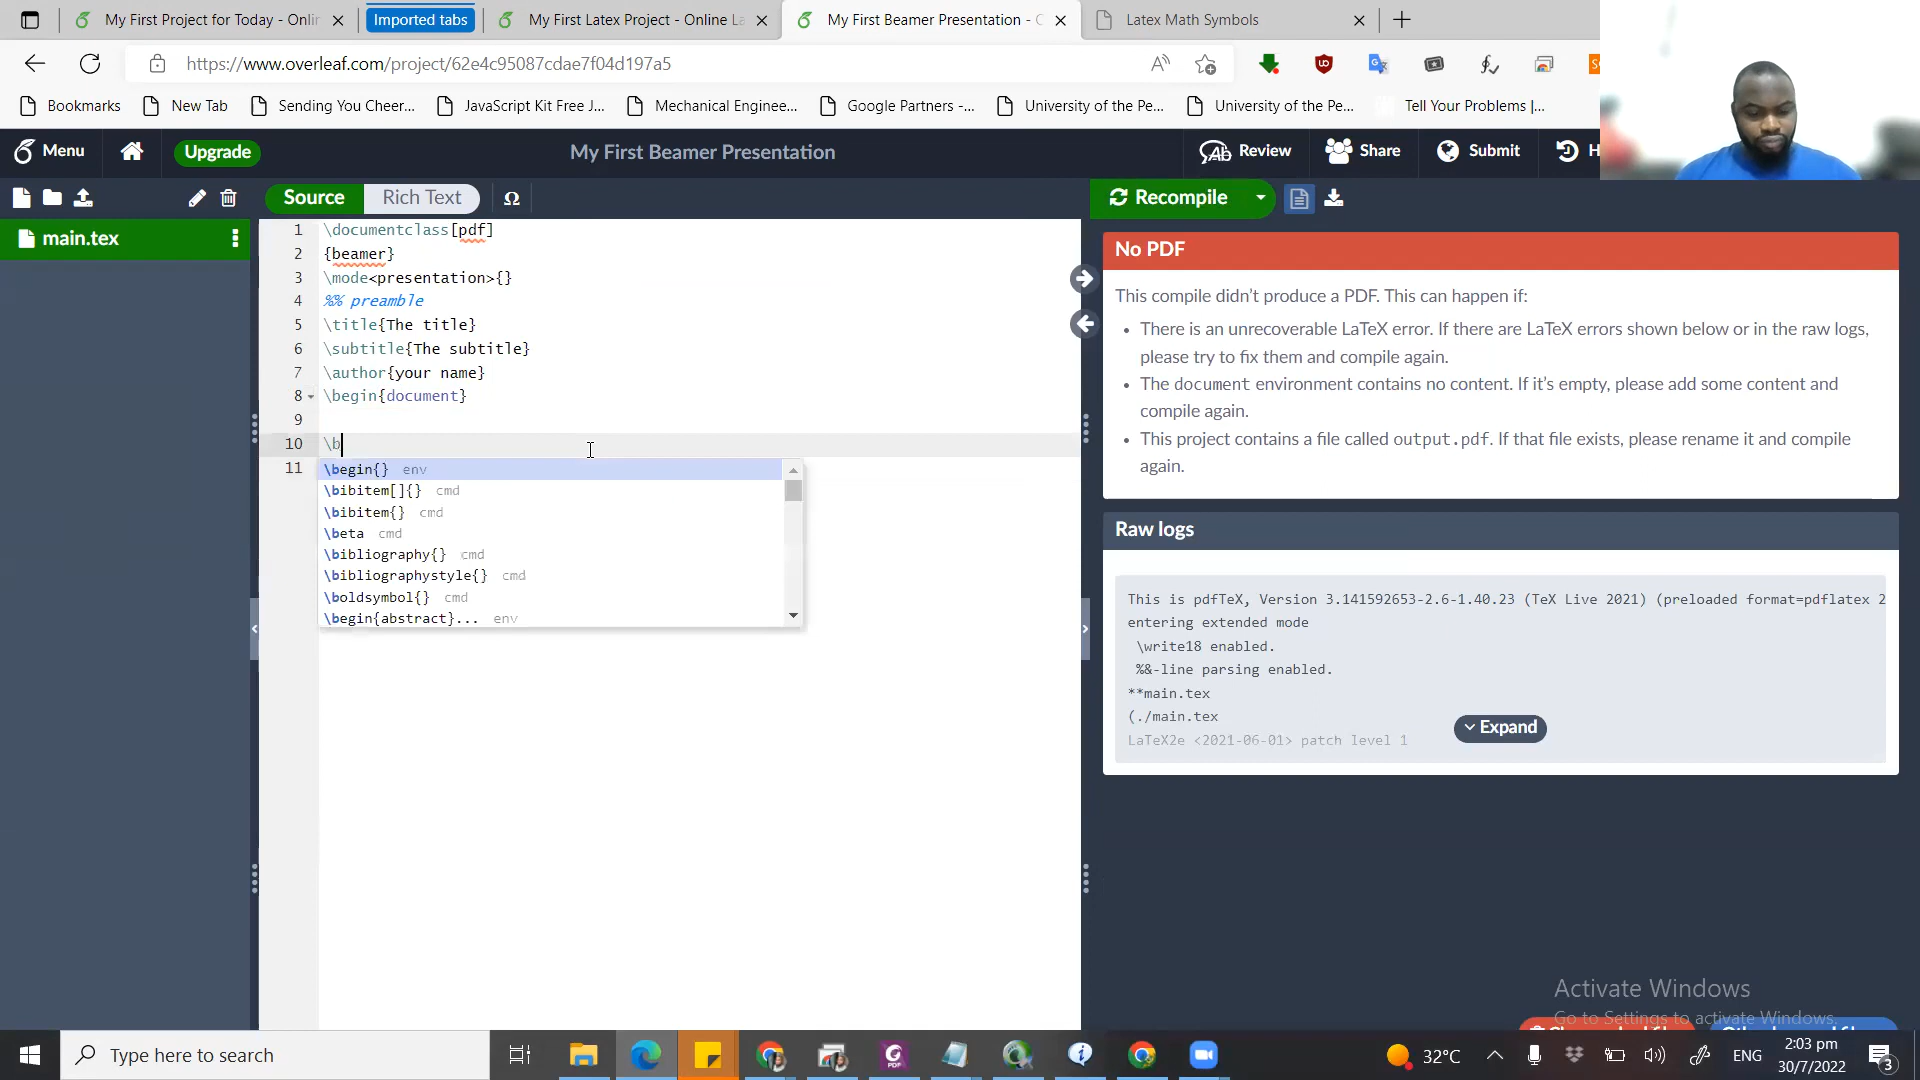 My First Project for Today - Onli
Imported tabs
My First Latex Project - Online La
My First Beamer Presentation - O
Latex Math Symbols
https://www.overleaf.com/project/62e4c95087cdae7f04d197a5
Bookmarks
New Tab
Sending You Cheer...
JavaScript Kit Free J...
Mechanical Enginee...
Google Partners -...
University of the Pe...
University of the Pe...
Tell Your Problems |...
Menu
Upgrade
My First Beamer Presentation
Review
Share
Submit
H
Source
Rich Text
Ω
Recompile
main.tex
1 \documentclass[pdf]
2 {beamer}
3 \mode<presentation>{}
4 %% preamble
5 \title{The title}
6 \subtitle{The subtitle}
7 \author{your name}
8 \begin{document}
9
10 \b
11
\begin{} env
\bibitem[]{} cmd
\bibitem{} cmd
\beta cmd
\bibliography{} cmd
\bibliographystyle{} cmd
\boldsymbol{} cmd
\begin{abstract}... env
No PDF
This compile didn't produce a PDF. This can happen if:
• There is an unrecoverable LaTeX error. If there are LaTeX errors shown below or in the raw logs,
please try to fix them and compile again.
• The document environment contains no content. If it's empty, please add some content and
compile again.
• This project contains a file called output.pdf. If that file exists, please rename it and compile
again.
Raw logs
This is pdfTeX, Version 3.141592653-2.6-1.40.23 (TeX Live 2021) (preloaded format=pdflatex 2
entering extended mode
\write18 enabled.
%&-line parsing enabled.
**main.tex
(./main.tex
LaTeX2e <2021-06-01> patch level 1
Expand
Activate Windows
Go to Settings to activate Windows.
Type here to search
32°C
ENG
2:03 pm
30/7/2022
3